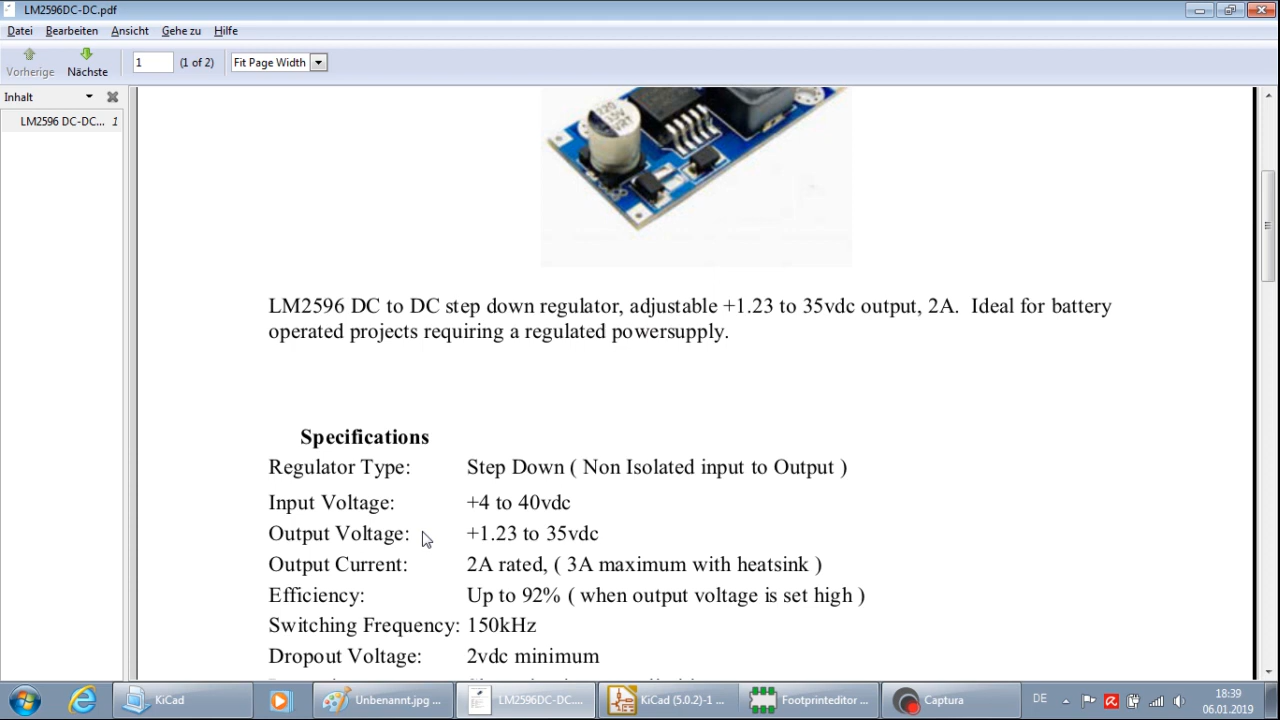 LM2596DC-DC.pdf
Datei Bearbeiten Ansicht Gehe zu Hilfe
Vorherige Nächste 1 (1 of 2) Fit Page Width
Inhalt
LM2596 DC-DC... 1
LM2596 DC to DC step down regulator, adjustable +1.23 to 35vdc output, 2A. Ideal for battery
operated projects requiring a regulated powersupply.
Specifications
Regulator Type: Step Down ( Non Isolated input to Output )
Input Voltage: +4 to 40vdc
Output Voltage: +1.23 to 35vdc
Output Current: 2A rated, ( 3A maximum with heatsink )
Efficiency: Up to 92% ( when output voltage is set high )
Switching Frequency: 150kHz
Dropout Voltage: 2vdc minimum
KiCad Unbenannt.jpg ... LM2596DC-DC.... KiCad (5.0.2)-1 ... Footprinteditor ... Captura DE 18:39
06.01.2019